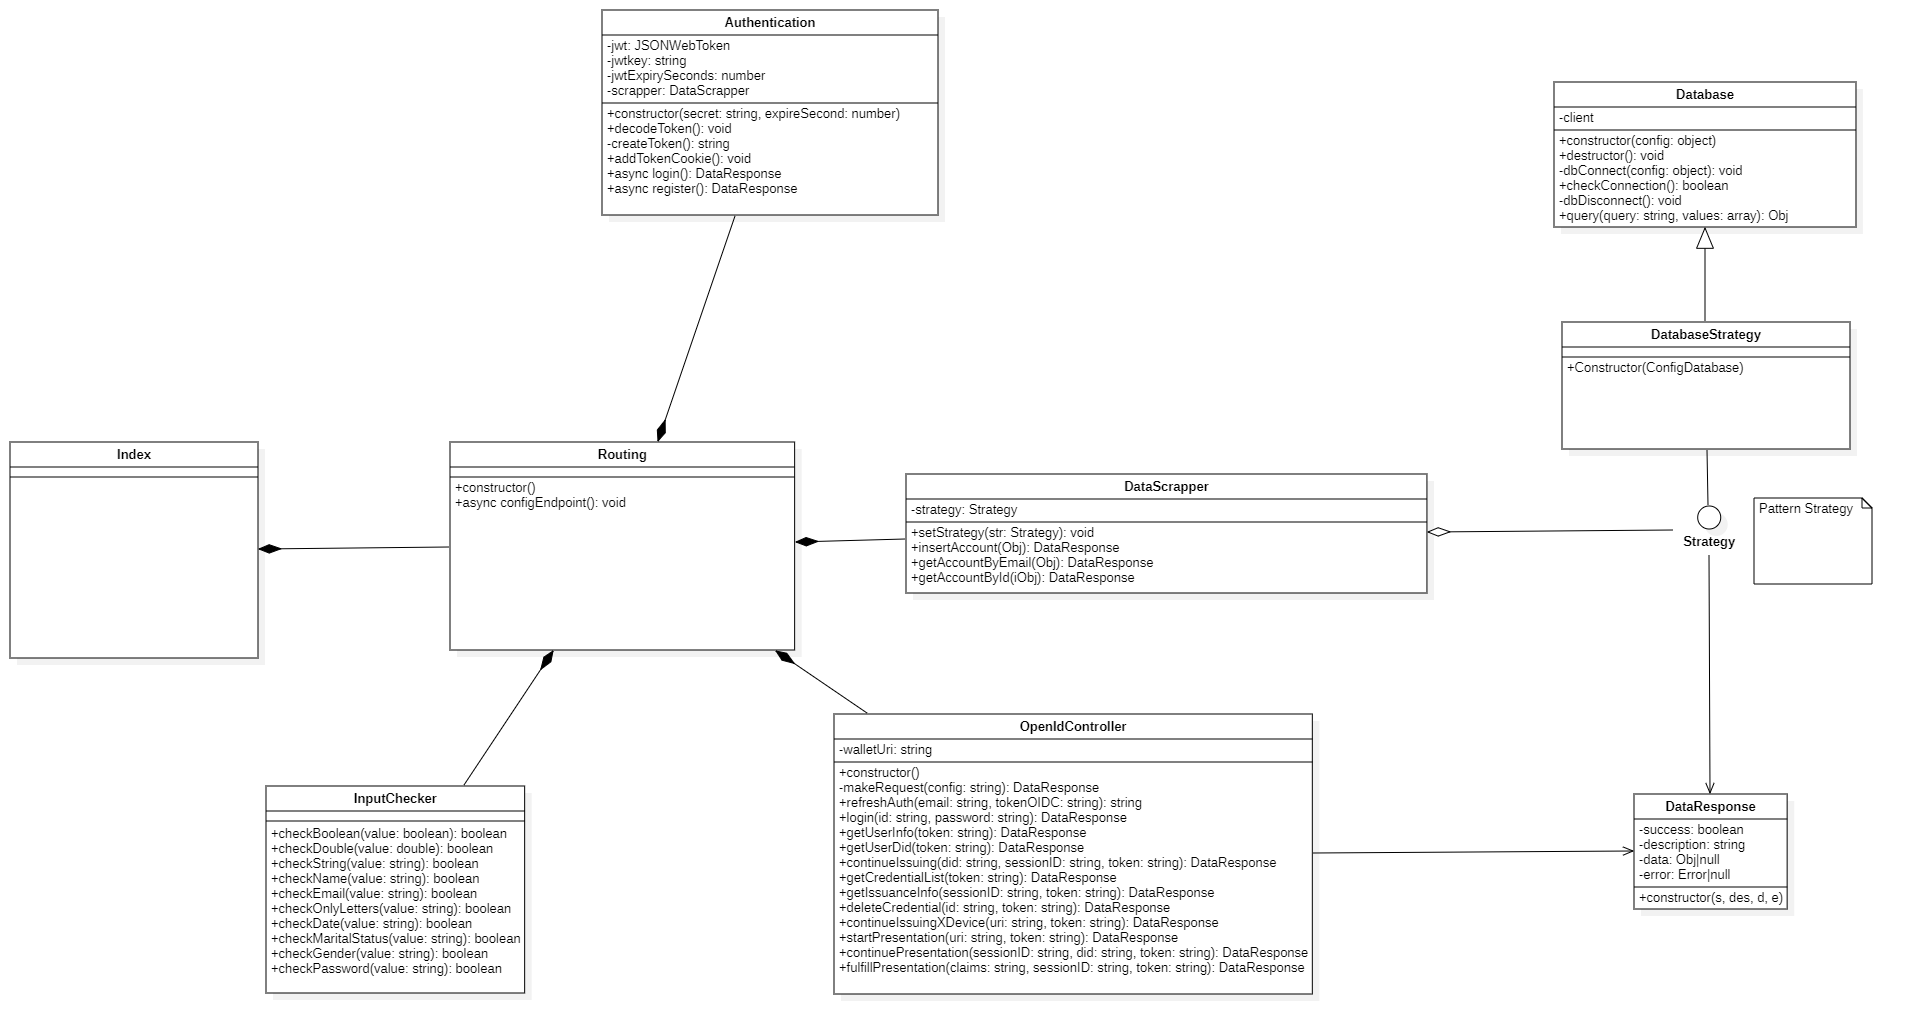 Authentication
-jwt: JSONWebToken
-jwtkey: string
-jwtExpirySeconds: number
-scrapper: DataScrapper
+constructor(secret: string, expireSecond: number)
+decodeToken(): void
-createToken(): string
+addTokenCookie(): void
+async login(): DataResponse
+async register(): DataResponse
Database
-client
+constructor(config: object)
+destructor(): void
-dbConnect(config: object): void
+checkConnection(): boolean
-dbDisconnect(): void
+query(query: string, values: array): Obj
DatabaseStrategy
+Constructor(ConfigDatabase)
Index
Routing
+constructor()
+async configEndpoint(): void
DataScrapper
-strategy: Strategy
+setStrategy(str: Strategy): void
+insertAccount(Obj): DataResponse
+getAccountByEmail(Obj): DataResponse
+getAccountById(iObj): DataResponse
Strategy
Pattern Strategy
OpenIdController
-walletUri: string
+constructor()
-makeRequest(config: string): DataResponse
+refreshAuth(email: string, tokenOIDC: string): string
+login(id: string, password: string): DataResponse
+getUserInfo(token: string): DataResponse
+getUserDid(token: string): DataResponse
+continueIssuing(did: string, sessionID: string, token: string): DataResponse
+getCredentialList(token: string): DataResponse
+getIssuanceInfo(sessionID: string, token: string): DataResponse
+deleteCredential(id: string, token: string): DataResponse
+continueIssuingXDevice(uri: string, token: string): DataResponse
+startPresentation(uri: string, token: string): DataResponse
+continuePresentation(sessionID: string, did: string, token: string): DataResponse
+fulfillPresentation(claims: string, sessionID: string, token: string): DataResponse
InputChecker
+checkBoolean(value: boolean): boolean
+checkDouble(value: double): boolean
+checkString(value: string): boolean
+checkName(value: string): boolean
+checkEmail(value: string): boolean
+checkOnlyLetters(value: string): boolean
+checkDate(value: string): boolean
+checkMaritalStatus(value: string): boolean
+checkGender(value: string): boolean
+checkPassword(value: string): boolean
DataResponse
-success: boolean
-description: string
-data: Obj|null
-error: Error|null
+constructor(s, des, d, e)